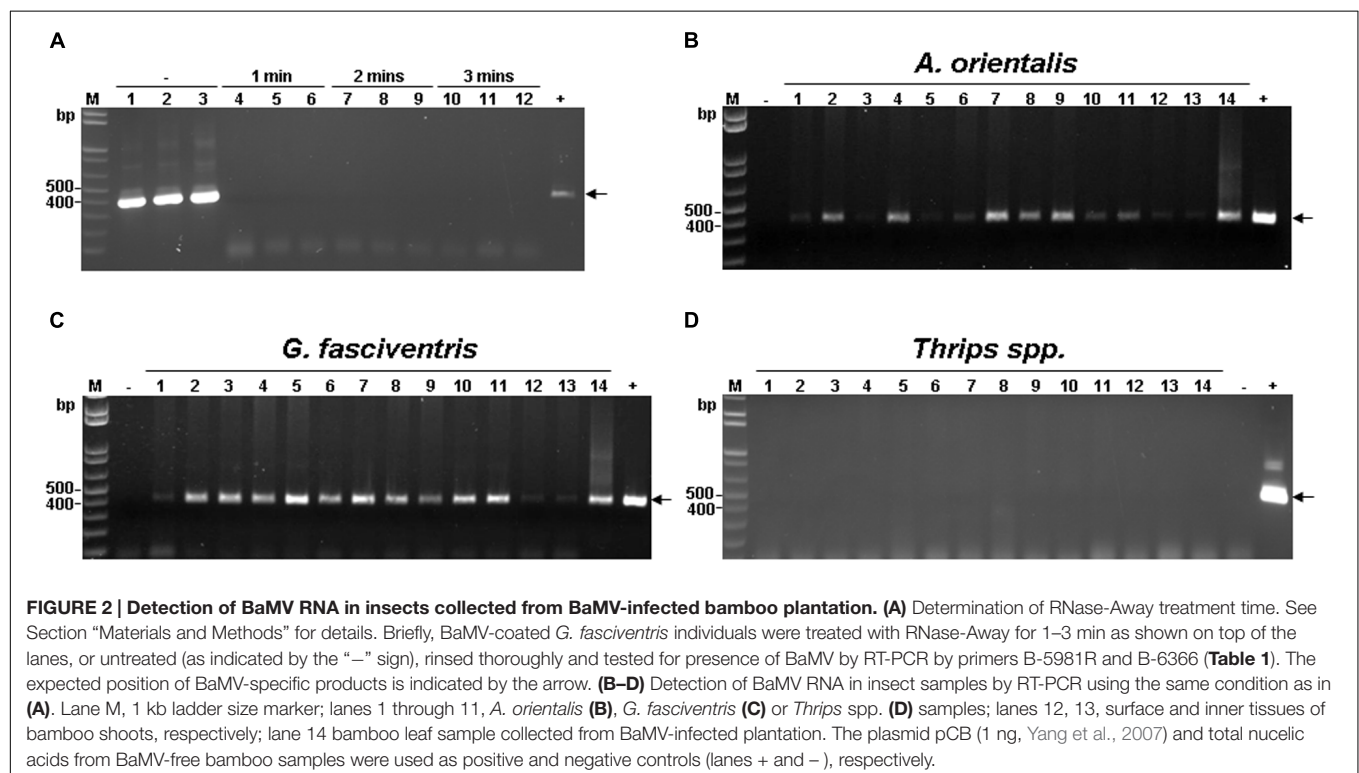 A
- 1 min 2 mins 3 mins
M 1 2 3 4 5 6 7 8 9 10 11 12 +
bp
500-
400-
B
A. orientalis
M - 1 2 3 4 5 6 7 8 9 10 11 12 13 14 +
bp
500-
400-
C
G. fasciventris
M - 1 2 3 4 5 6 7 8 9 10 11 12 13 14 +
bp
500-
400-
D
Thrips spp.
M 1 2 3 4 5 6 7 8 9 10 11 12 13 14 - +
bp
500-
400-
FIGURE 2 | Detection of BaMV RNA in insects collected from BaMV-infected bamboo plantation. (A) Determination of RNase-Away treatment time. See
Section “Materials and Methods” for details. Briefly, BaMV-coated G. fasciventris individuals were treated with RNase-Away for 1–3 min as shown on top of the
lanes, or untreated (as indicated by the “−” sign), rinsed thoroughly and tested for presence of BaMV by RT-PCR by primers B-5981R and B-6366 (Table 1). The
expected position of BaMV-specific products is indicated by the arrow. (B–D) Detection of BaMV RNA in insect samples by RT-PCR using the same condition as in
(A). Lane M, 1 kb ladder size marker; lanes 1 through 11, A. orientalis (B), G. fasciventris (C) or Thrips spp. (D) samples; lanes 12, 13, surface and inner tissues of
bamboo shoots, respectively; lane 14 bamboo leaf sample collected from BaMV-infected plantation. The plasmid pCB (1 ng, Yang et al., 2007) and total nucelic
acids from BaMV-free bamboo samples were used as positive and negative controls (lanes + and – ), respectively.